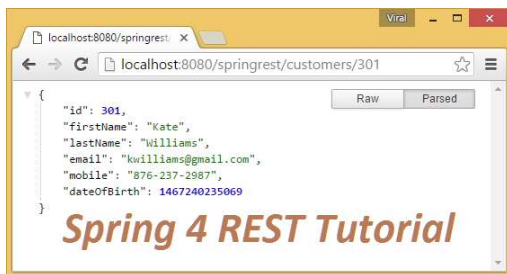 Viral
localhost:8080/springrest/
localhost:8080/springrest/customers/301
Raw Parsed
{
"id": 301,
"firstName": "Kate",
"lastName": "Williams",
"email": "kwilliams@gmail.com",
"mobile": "876-237-2987",
"dateOfBirth": 1467240235069
}
Spring 4 REST Tutorial